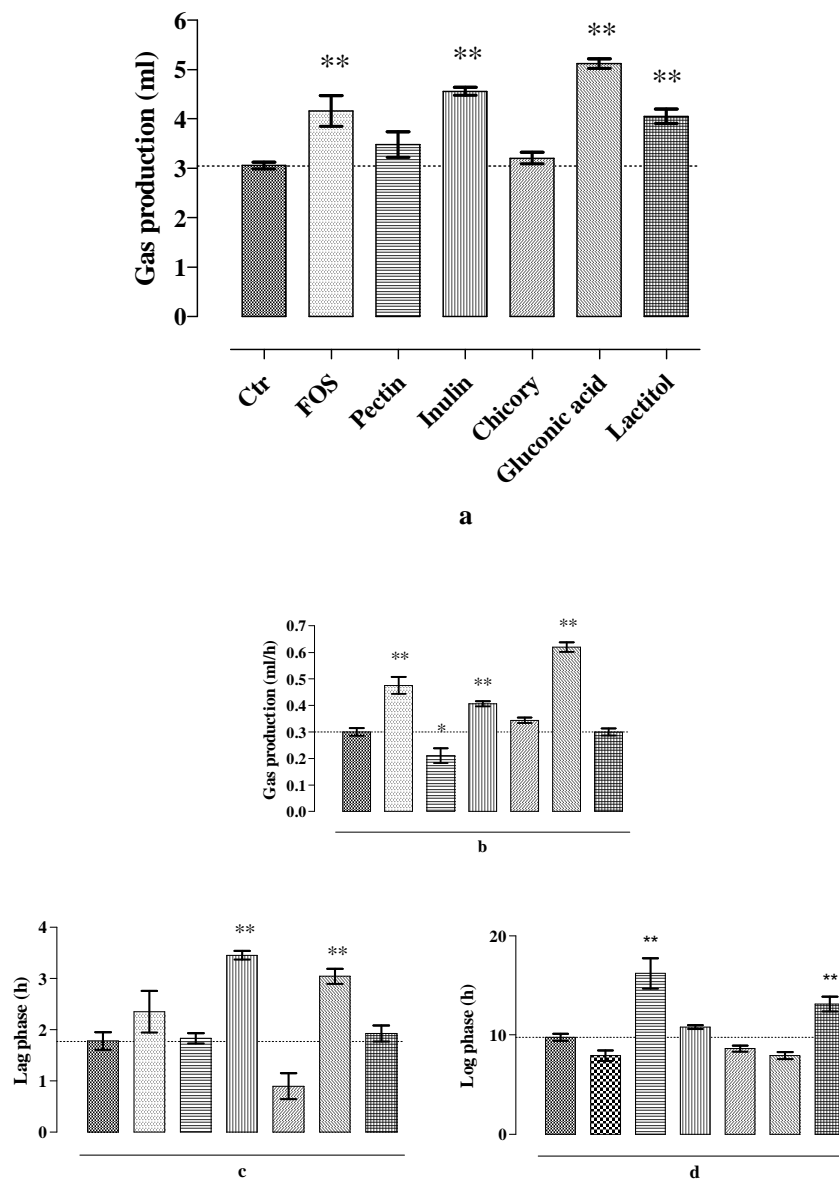 6
5
4
3
2
1
0
Gas production (ml)
**
**
**
**
Ctr
FOS
Pectin
Inulin
Chicory
Gluconic acid
Lactitol
a
0.7
0.6
0.5
0.4
0.3
0.2
0.1
0.0
Gas production (ml/h)
**
*
**
**
b
4
3
2
1
0
Lag phase (h)
**
**
c
20
10
0
Log phase (h)
**
**
d